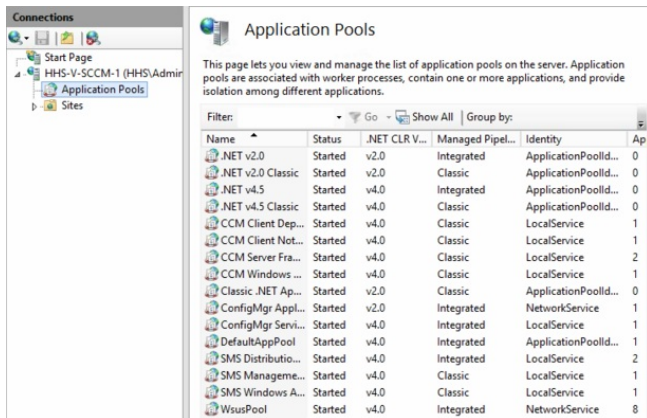 Connections
Start Page
HHS-V-SCCM-1 (HHS\Admir
Application Pools
Sites
Application Pools
This page lets you view and manage the list of application pools on the server. Application
pools are associated with worker processes, contain one or more applications, and provide
isolation among different applications.
Filter: Go Show All Group by:
Name Status .NET CLR V... Managed Pipel... Identity Ap
.NET v2.0 Started v2.0 Integrated ApplicationPoolId... 0
.NET v2.0 Classic Started v2.0 Classic ApplicationPoolId... 0
.NET v4.5 Started v4.0 Integrated ApplicationPoolId... 0
.NET v4.5 Classic Started v4.0 Classic ApplicationPoolId... 0
CCM Client Dep... Started v4.0 Classic LocalService 1
CCM Client Not... Started v4.0 Classic LocalService 1
CCM Server Fra... Started v4.0 Classic LocalService 2
CCM Windows ... Started v4.0 Classic LocalService 1
Classic .NET Ap... Started v2.0 Classic ApplicationPoolId... 0
ConfigMgr Appl... Started v2.0 Integrated NetworkService 1
ConfigMgr Servi... Started v4.0 Integrated LocalService 1
DefaultAppPool Started v4.0 Integrated ApplicationPoolId... 1
SMS Distributio... Started v4.0 Integrated LocalService 2
SMS Manageme... Started v4.0 Classic LocalService 1
SMS Windows A... Started v4.0 Classic LocalService 1
WsusPool Started v4.0 Integrated NetworkService 8